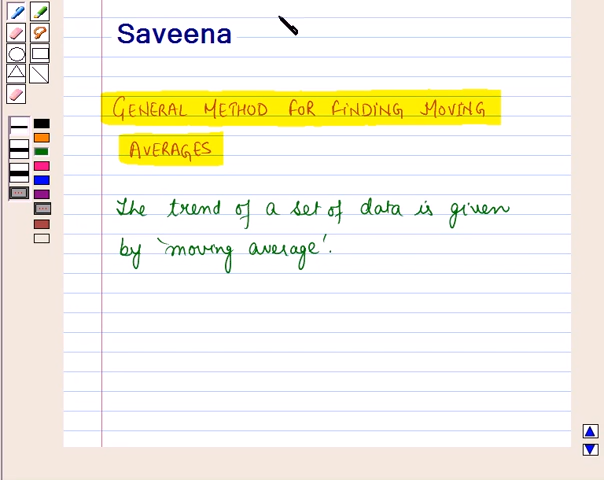 Saveena
GENERAL METHOD FOR FINDING MOVING
AVERAGES
The trend of a set of data is given
by 'moving average'.